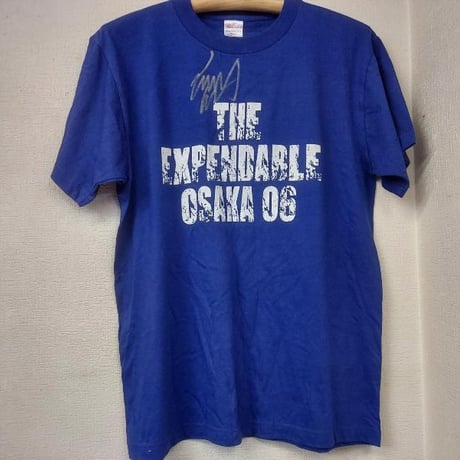 THE
EXPENDABLE
OSAKA 06